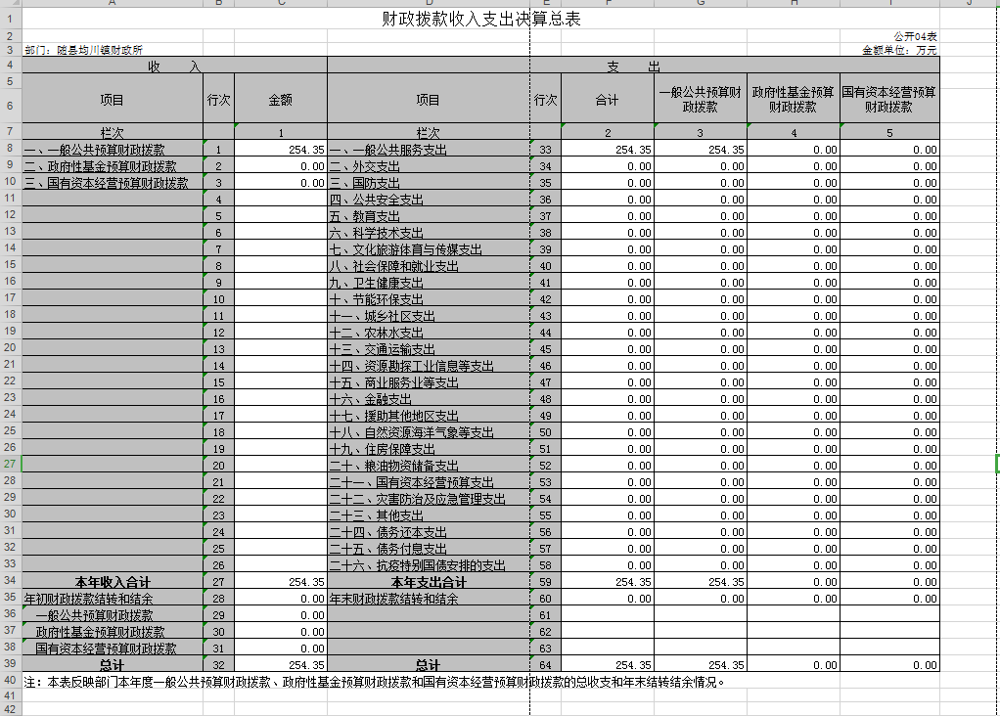 财政拨款收入支出决算总表
公开04表
部门：随县均川镇财政所 金额单位：万元
收 入 支 出
项目 行次 金额 项目 行次 合计 一般公共预算财政拨款 政府性基金预算财政拨款 国有资本经营预算财政拨款
栏次 1 栏次 2 3 4 5
一、一般公共预算财政拨款 1 254.35 一、一般公共服务支出 33 254.35 254.35 0.00 0.00
二、政府性基金预算财政拨款 2 0.00 二、外交支出 34 0.00 0.00 0.00 0.00
三、国有资本经营预算财政拨款 3 0.00 三、国防支出 35 0.00 0.00 0.00 0.00
4 四、公共安全支出 36 0.00 0.00 0.00 0.00
5 五、教育支出 37 0.00 0.00 0.00 0.00
6 六、科学技术支出 38 0.00 0.00 0.00 0.00
7 七、文化旅游体育与传媒支出 39 0.00 0.00 0.00 0.00
8 八、社会保障和就业支出 40 0.00 0.00 0.00 0.00
9 九、卫生健康支出 41 0.00 0.00 0.00 0.00
10 十、节能环保支出 42 0.00 0.00 0.00 0.00
11 十一、城乡社区支出 43 0.00 0.00 0.00 0.00
12 十二、农林水支出 44 0.00 0.00 0.00 0.00
13 十三、交通运输支出 45 0.00 0.00 0.00 0.00
14 十四、资源勘探工业信息等支出 46 0.00 0.00 0.00 0.00
15 十五、商业服务业等支出 47 0.00 0.00 0.00 0.00
16 十六、金融支出 48 0.00 0.00 0.00 0.00
17 十七、援助其他地区支出 49 0.00 0.00 0.00 0.00
18 十八、自然资源海洋气象等支出 50 0.00 0.00 0.00 0.00
19 十九、住房保障支出 51 0.00 0.00 0.00 0.00
20 二十、粮油物资储备支出 52 0.00 0.00 0.00 0.00
21 二十一、国有资本经营预算支出 53 0.00 0.00 0.00 0.00
22 二十二、灾害防治及应急管理支出 54 0.00 0.00 0.00 0.00
23 二十三、其他支出 55 0.00 0.00 0.00 0.00
24 二十四、债务还本支出 56 0.00 0.00 0.00 0.00
25 二十五、债务付息支出 57 0.00 0.00 0.00 0.00
26 二十六、抗疫特别国债安排的支出 58 0.00 0.00 0.00 0.00
本年收入合计 27 254.35 本年支出合计 59 254.35 254.35 0.00 0.00
年初财政拨款结转和结余 28 0.00 年末财政拨款结转和结余 60 0.00 0.00 0.00 0.00
一般公共预算财政拨款 29 0.00 61
政府性基金预算财政拨款 30 0.00 62
国有资本经营预算财政拨款 31 0.00 63
总计 32 254.35 总计 64 254.35 254.35 0.00 0.00
注：本表反映部门本年度一般公共预算财政拨款、政府性基金预算财政拨款和国有资本经营预算财政拨款的总收支和年末结转结余情况。